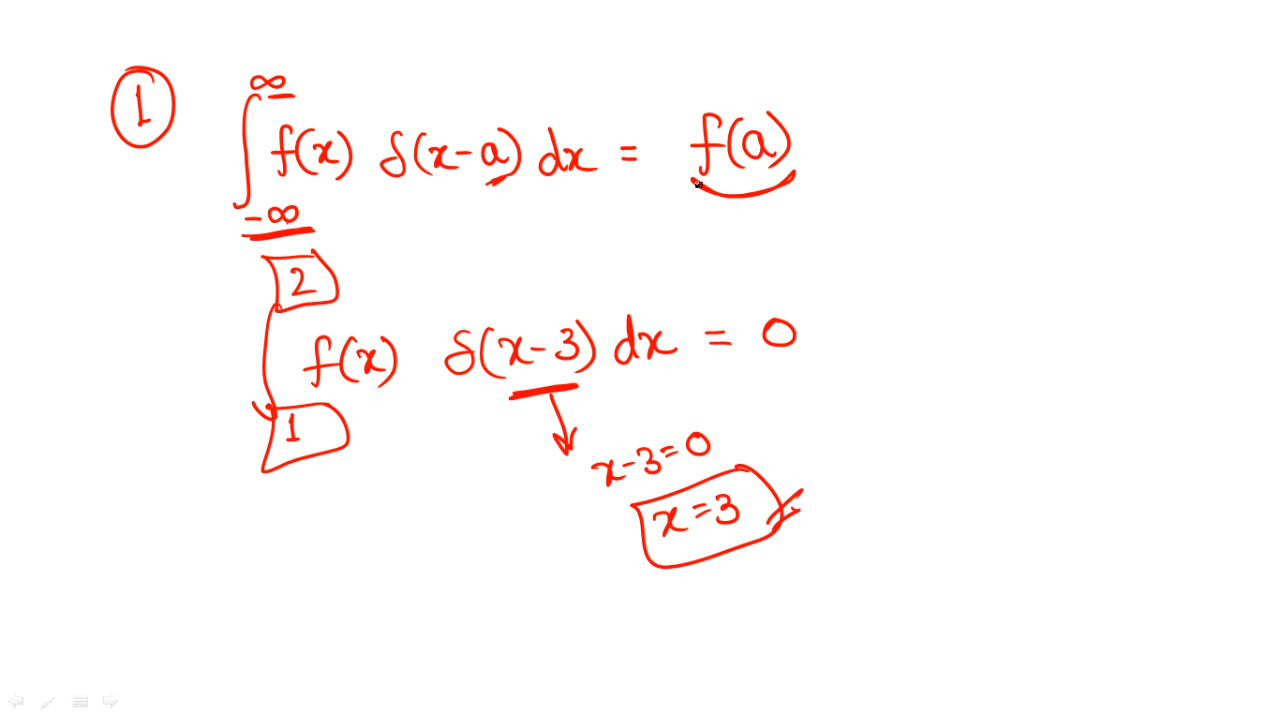 1
∞
∫ f(x) δ(x-a) dx = f(a)
-∞
2
∫ f(x) δ(x-3) dx = 0
1
x-3=0
x=3